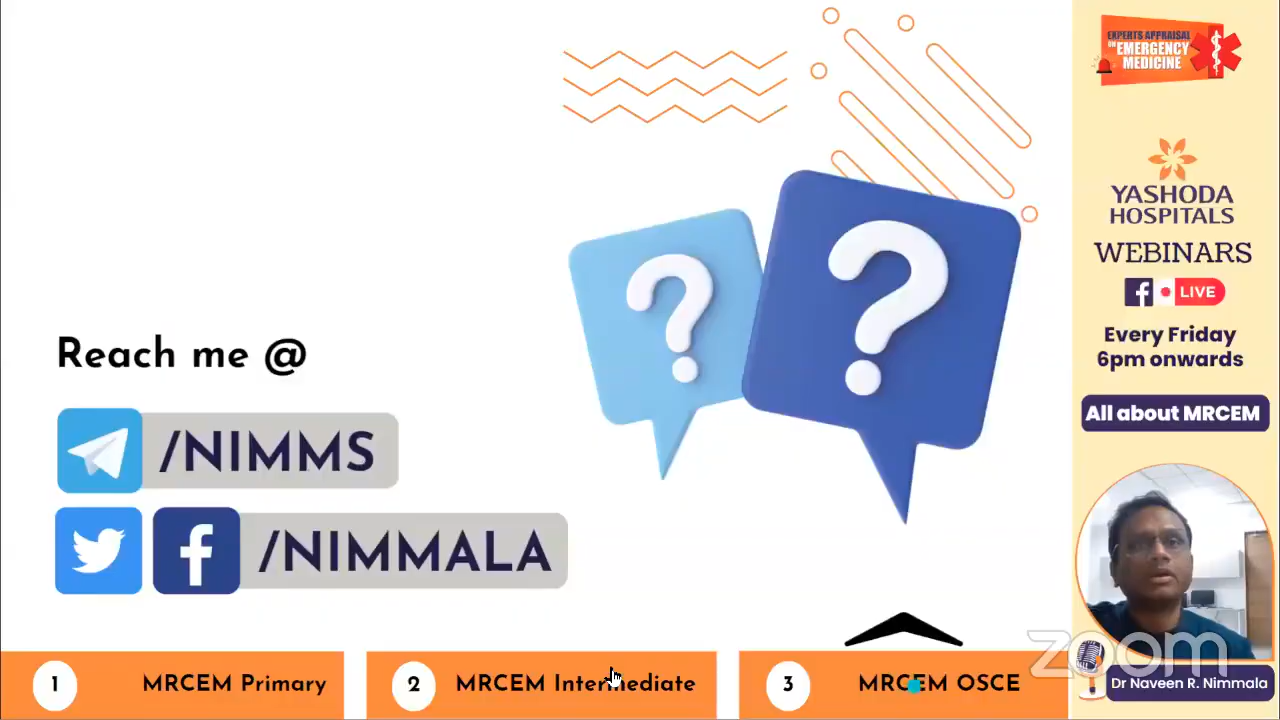 Reach me @
/NIMMS
/NIMMALA
1 MRCEM Primary
2 MRCEM Intermediate
3 MRCEM OSCE
EXPERTS APPRAISAL
ON EMERGENCY
MEDICINE
YASHODA
HOSPITALS
WEBINARS
LIVE
Every Friday
6pm onwards
All about MRCEM
zoom
Dr Naveen R. Nimmala